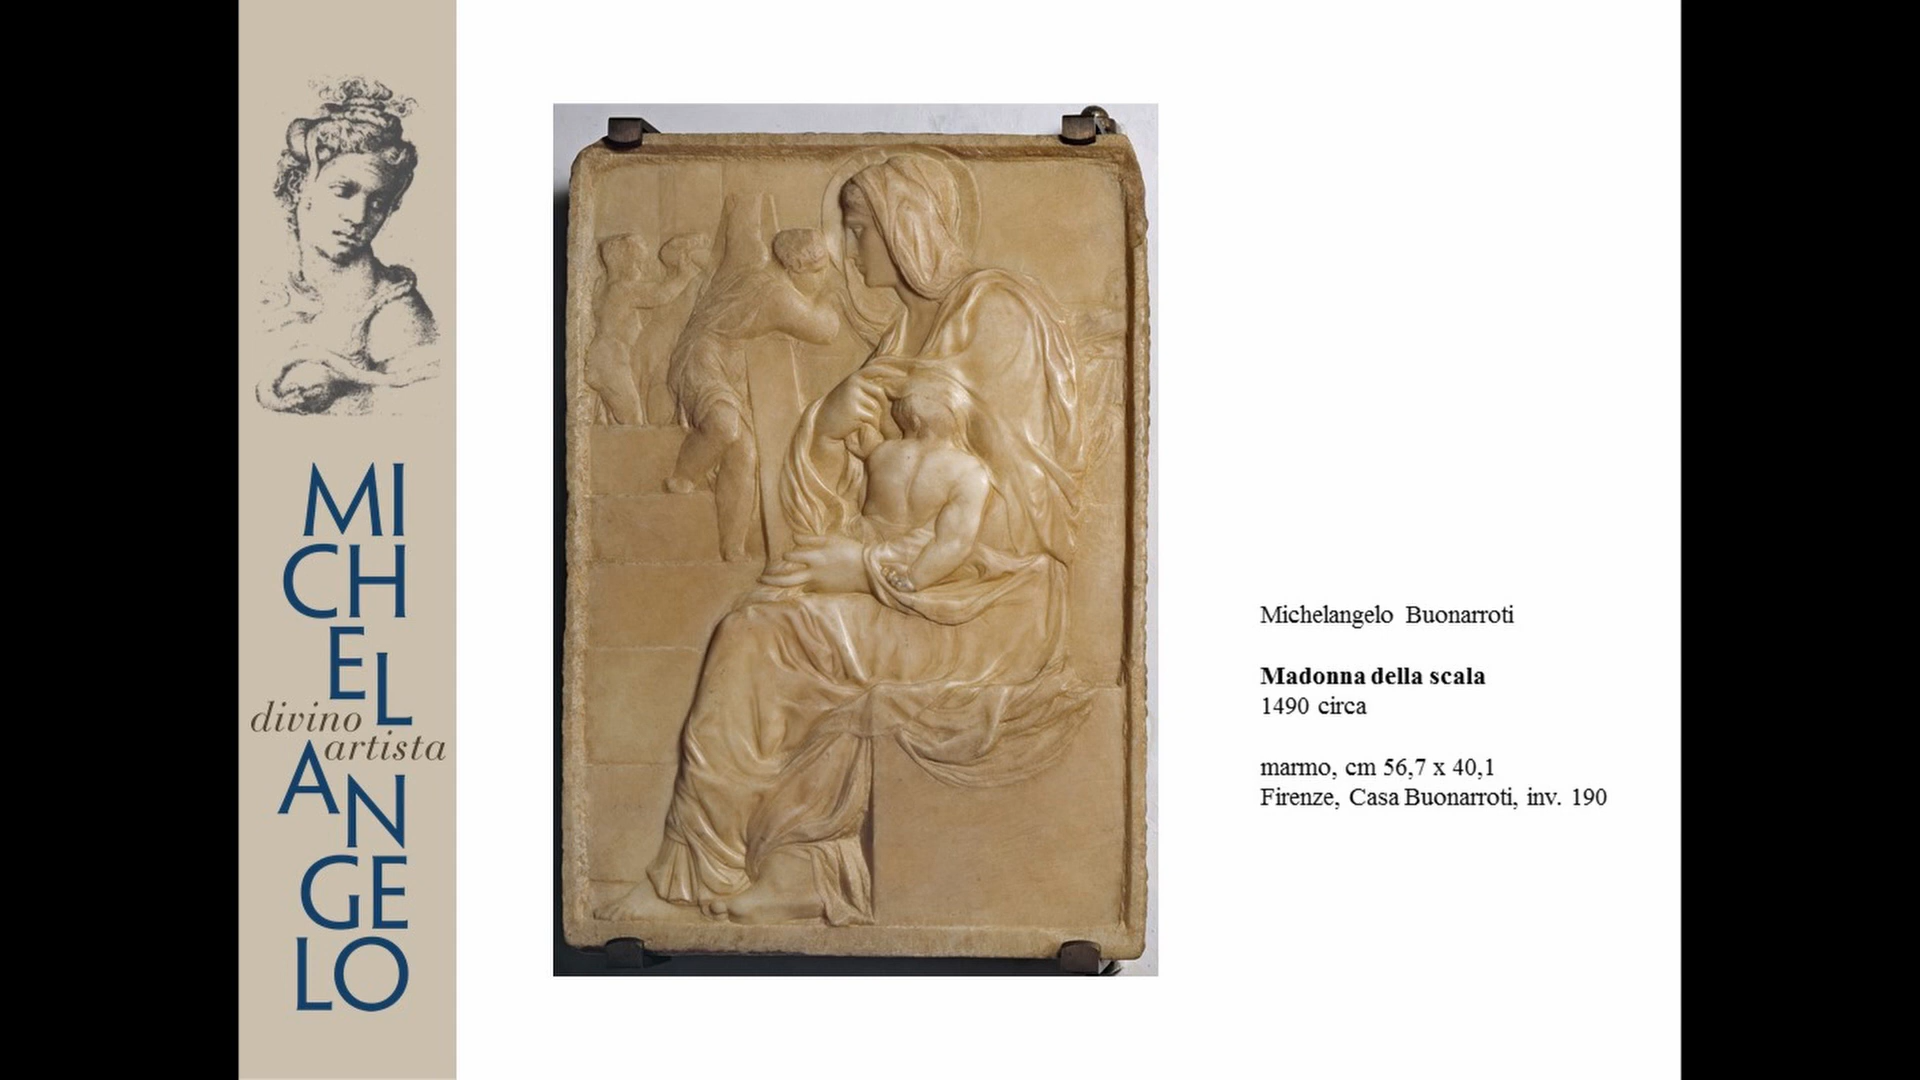 MI
CH
EL
divino
artista
AN
GE
LO
Michelangelo Buonarroti
Madonna della scala
1490 circa
marmo, cm 56,7 x 40,1
Firenze, Casa Buonarroti, inv. 190